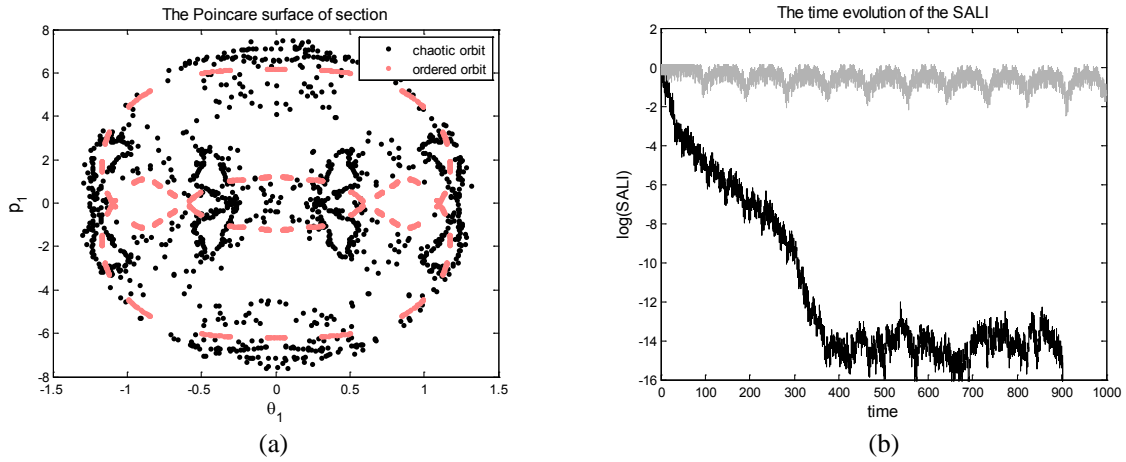 The Poincare surface of section
8
6
4
2
0
-2
-4
-6
-8
-1.5 -1 -0.5 0 0.5 1 1.5
p1
θ1
chaotic orbit
ordered orbit
(a)
The time evolution of the SALI
2
0
-2
-4
-6
-8
-10
-12
-14
-16
0 100 200 300 400 500 600 700 800 900 1000
log(SALI)
time
(b)